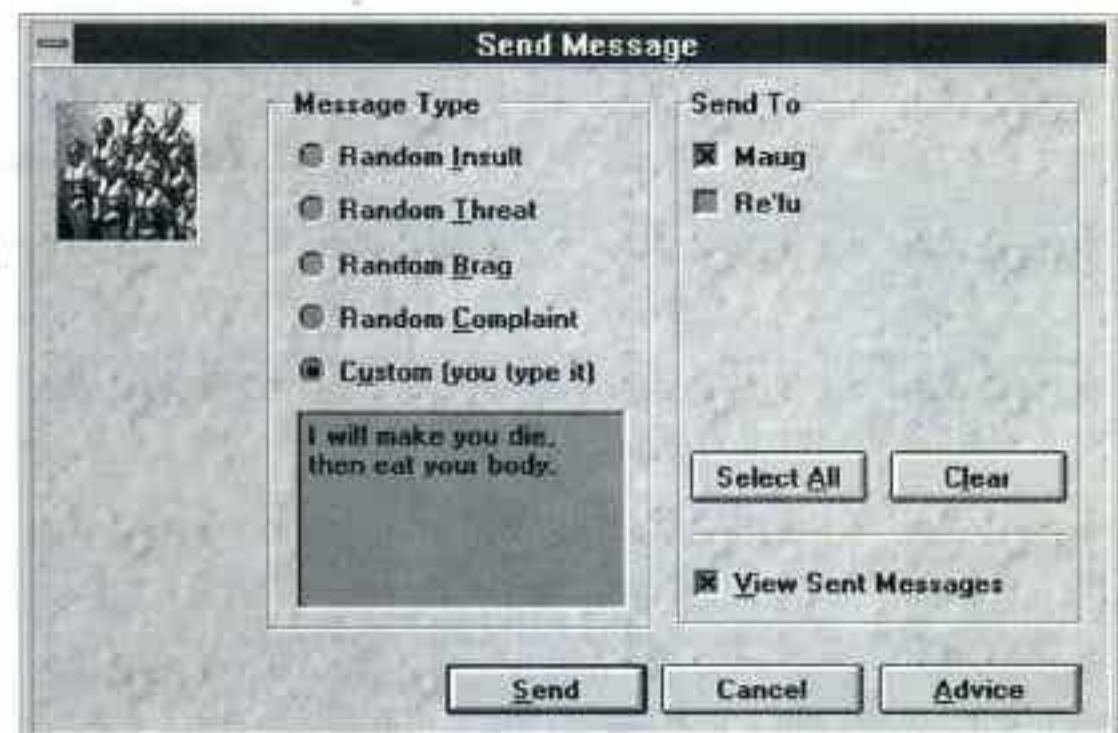 Send Message
Message Type
Random Insult
Random Threat
Random Brag
Random Complaint
Custom (you type it)
I will make you die,
then eat your body.
Send To
Maug
Re'lu
Select All
Clear
View Sent Messages
Send
Cancel
Advice